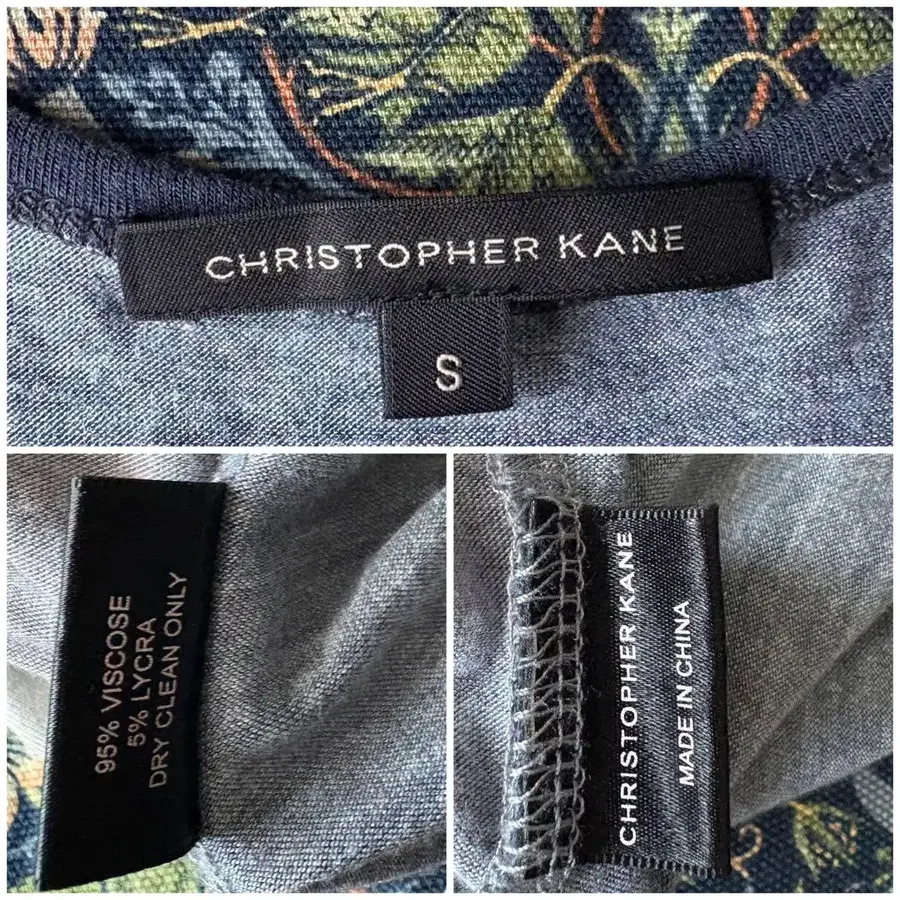 CHRISTOPHER KANE
S
95% VISCOSE
5% LYCRA
DRY CLEAN ONLY
CHRISTOPHER KANE
MADE IN CHINA